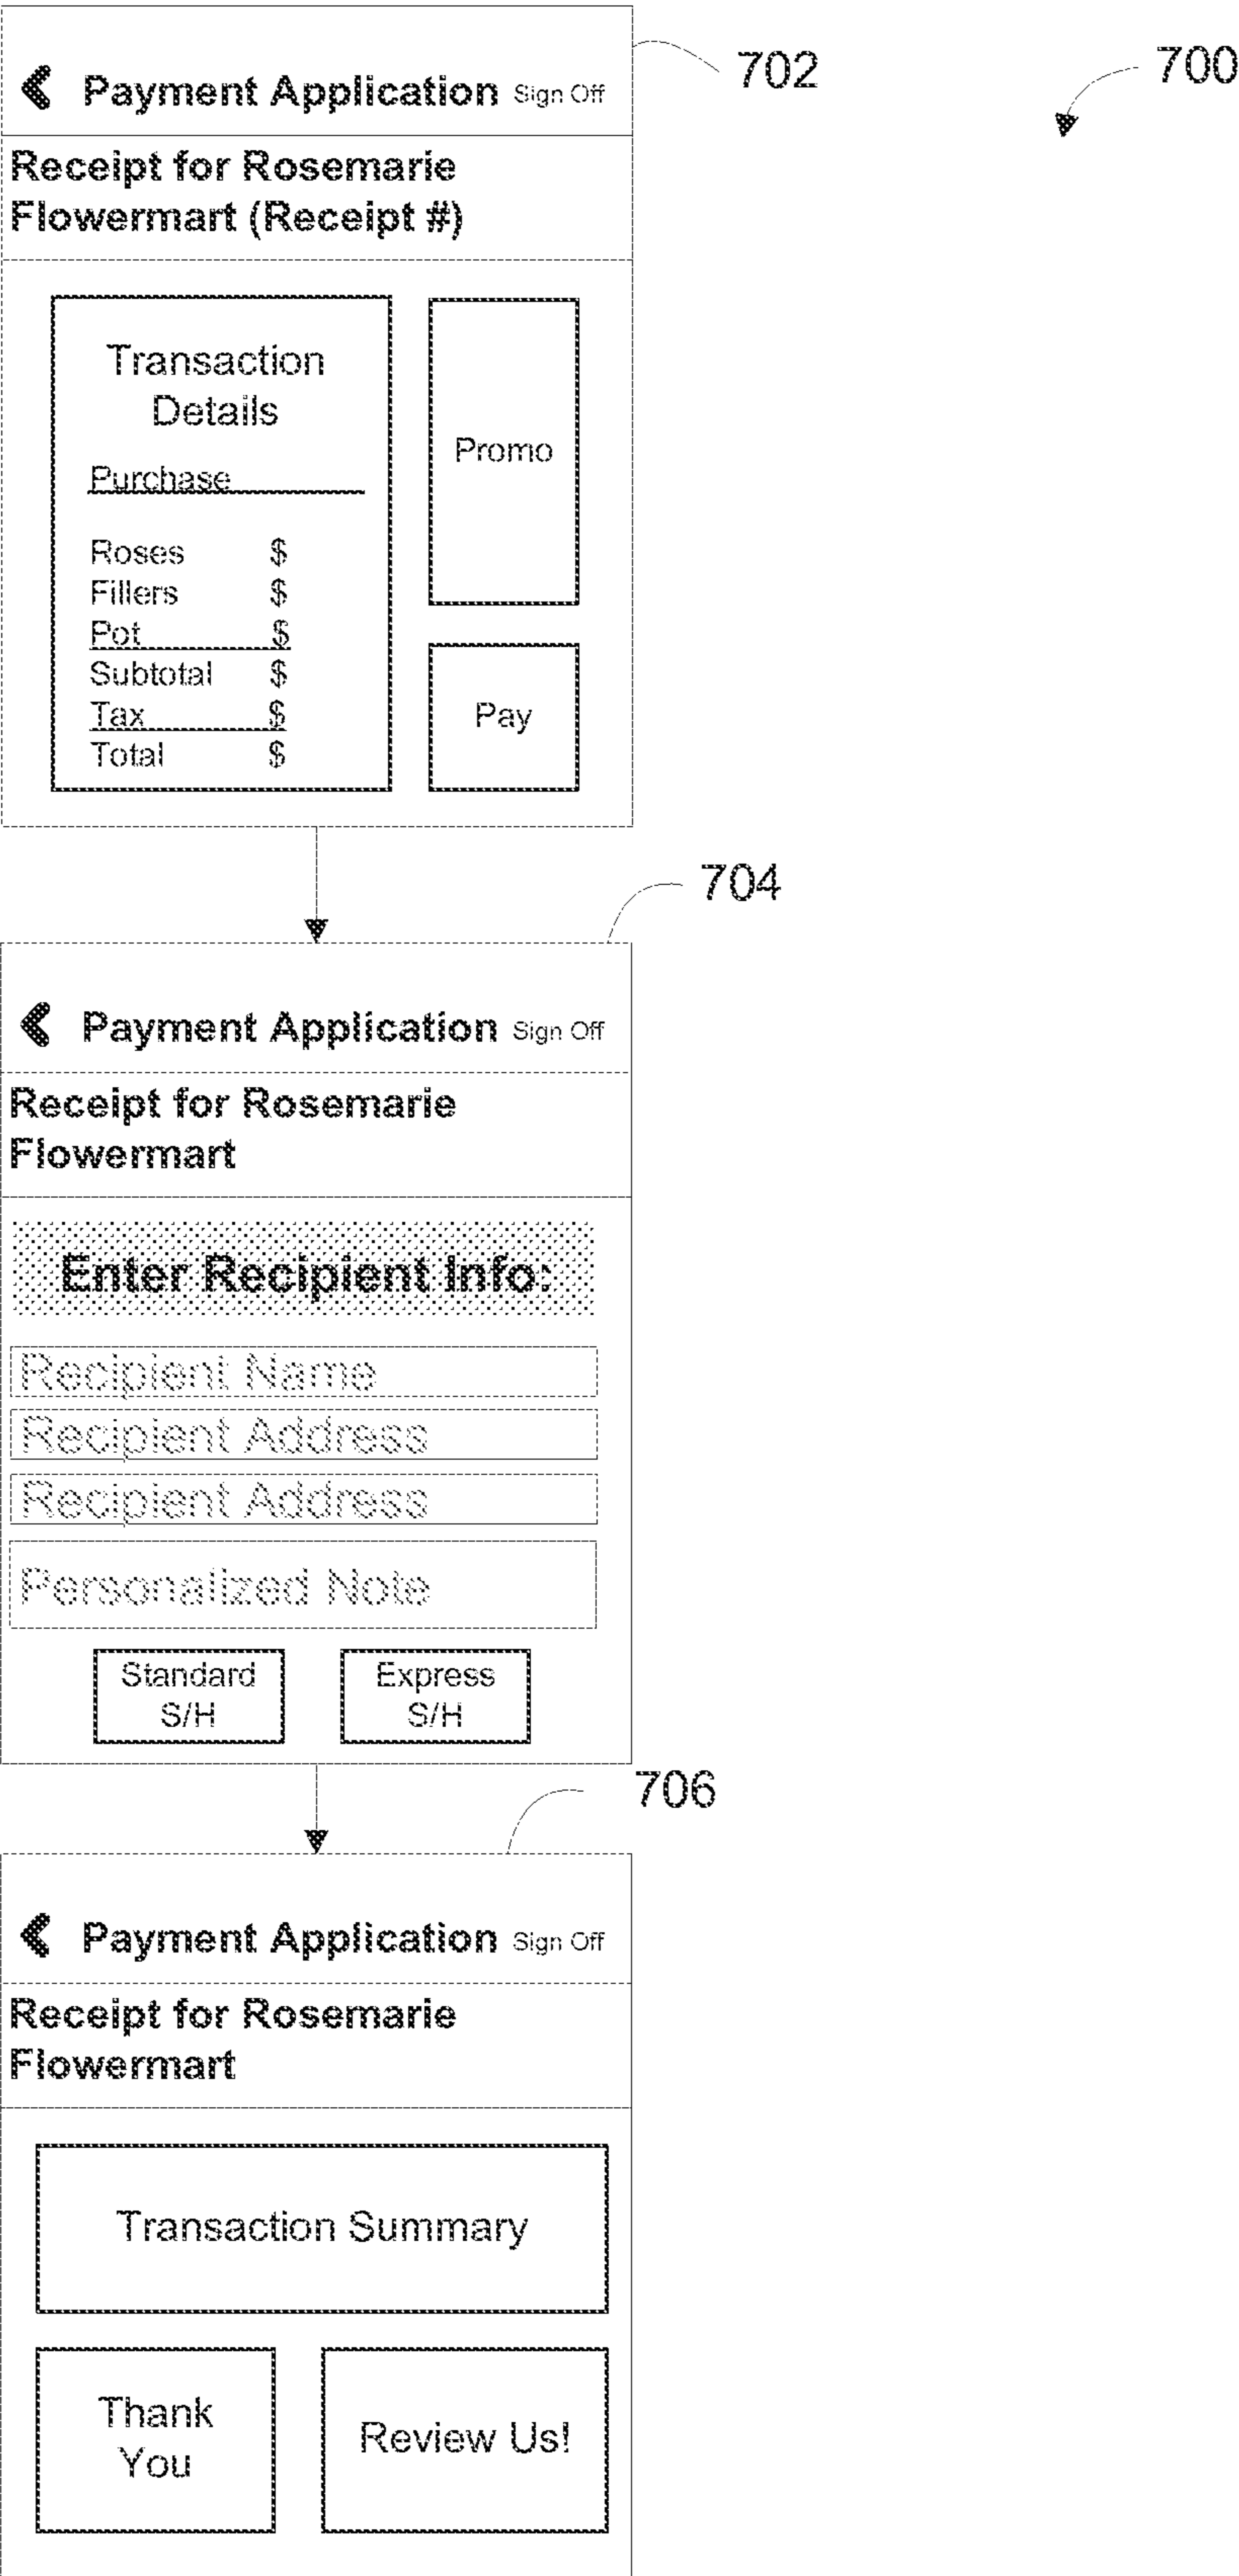 702
700
Payment Application Sign Off
Receipt for Rosemarie
Flowermart (Receipt #)
Transaction
Details
Purchase
Roses $
Fillers $
Pot $
Subtotal $
Tax $
Total $
Promo
Pay
704
Payment Application Sign Off
Receipt for Rosemarie
Flowermart
Enter Recipient Info:
Recipient Name
Recipient Address
Recipient Address
Personalized Note
Standard
S/H
Express
S/H
706
Payment Application Sign Off
Receipt for Rosemarie
Flowermart
Transaction Summary
Thank
You
Review Us!